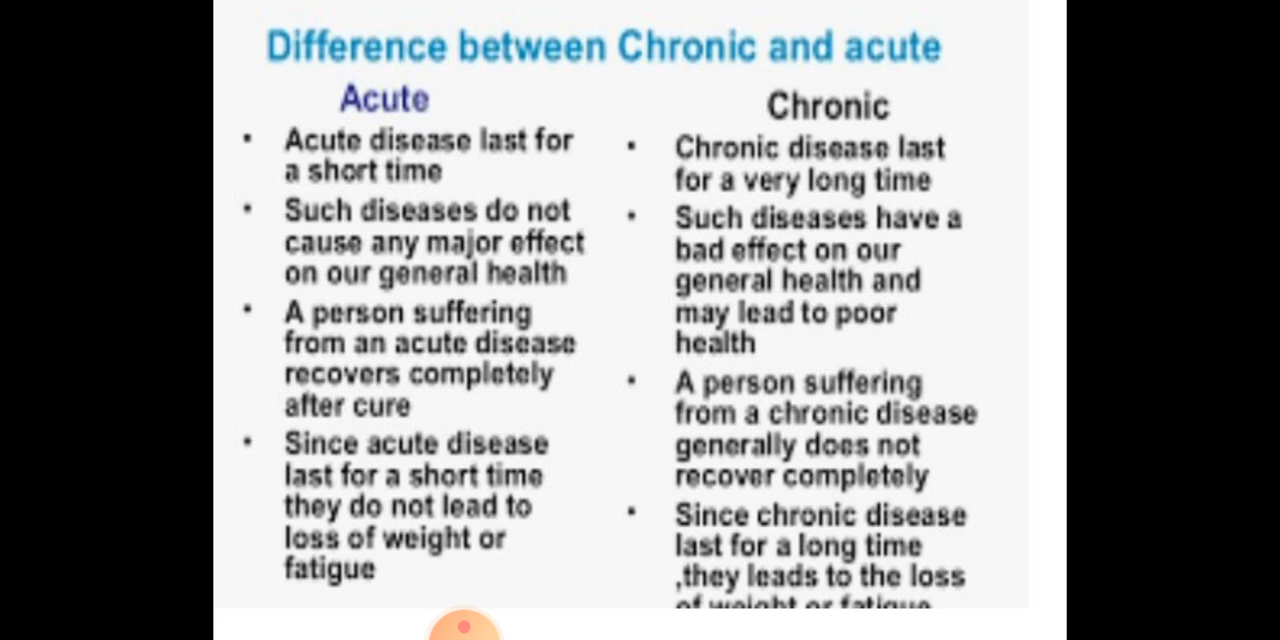 Difference between Chronic and acute
Acute
• Acute disease last for
a short time
• Such diseases do not
cause any major effect
on our general health
• A person suffering
from an acute disease
recovers completely
after cure
• Since acute disease
last for a short time
they do not lead to
loss of weight or
fatigue
Chronic
• Chronic disease last
for a very long time
• Such diseases have a
bad effect on our
general health and
may lead to poor
health
• A person suffering
from a chronic disease
generally does not
recover completely
• Since chronic disease
last for a long time
,they leads to the loss
of weight or fatigue